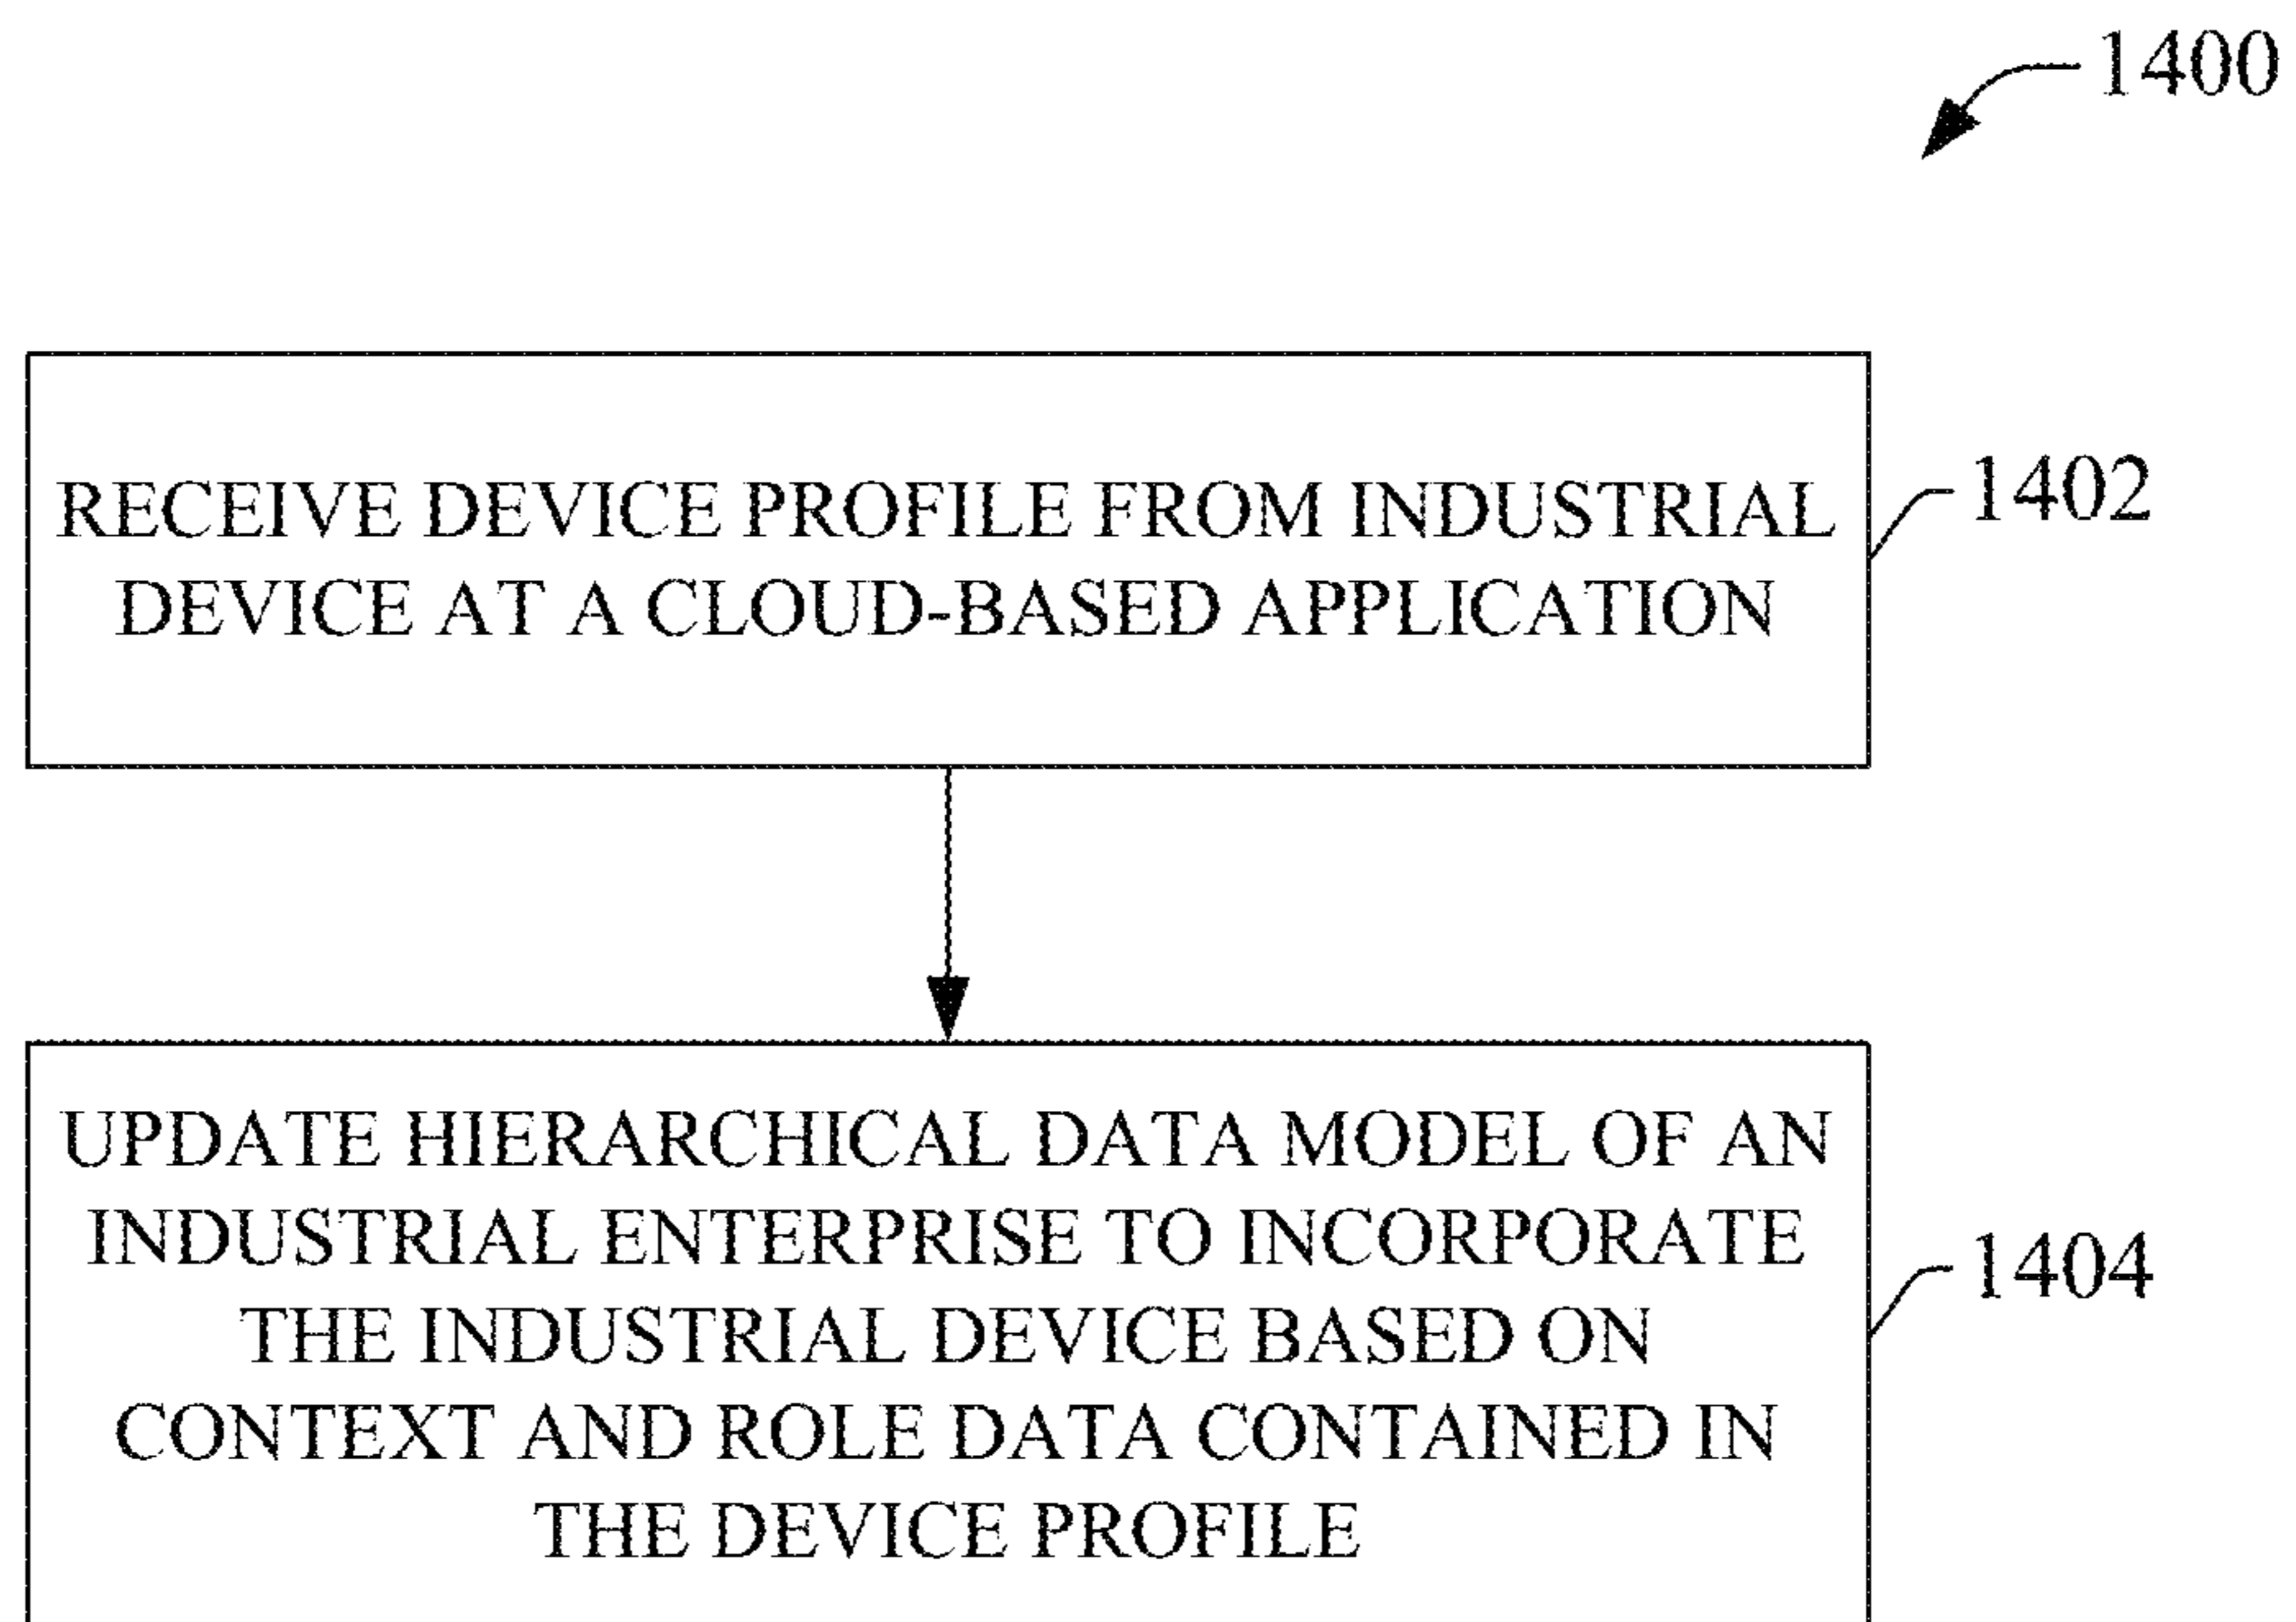 1400
RECEIVE DEVICE PROFILE FROM INDUSTRIAL
DEVICE AT A CLOUD-BASED APPLICATION
1402
UPDATE HIERARCHICAL DATA MODEL OF AN
INDUSTRIAL ENTERPRISE TO INCORPORATE
THE INDUSTRIAL DEVICE BASED ON
CONTEXT AND ROLE DATA CONTAINED IN
THE DEVICE PROFILE
1404